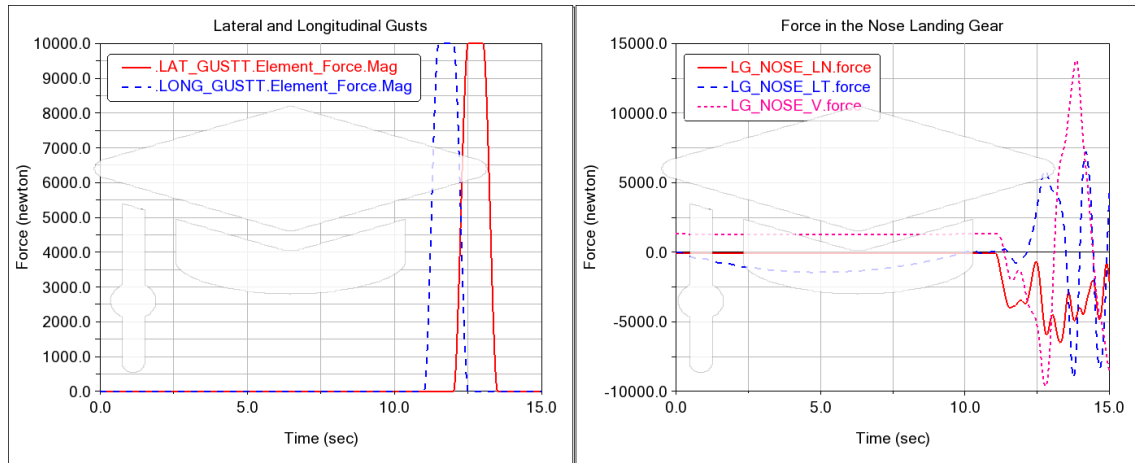 Lateral and Longitudinal Gusts
10000.0
9000.0
8000.0
7000.0
6000.0
5000.0
4000.0
3000.0
2000.0
1000.0
0.0
Force (newton)
.LAT_GUSTT.Element_Force.Mag
.LONG_GUSTT.Element_Force.Mag
0.0 5.0 10.0 15.0
Time (sec)
Force in the Nose Landing Gear
15000.0
10000.0
5000.0
0.0
-5000.0
-10000.0
Force (newton)
LG_NOSE_LN.force
LG_NOSE_LT.force
LG_NOSE_V.force
0.0 5.0 10.0 15.0
Time (sec)